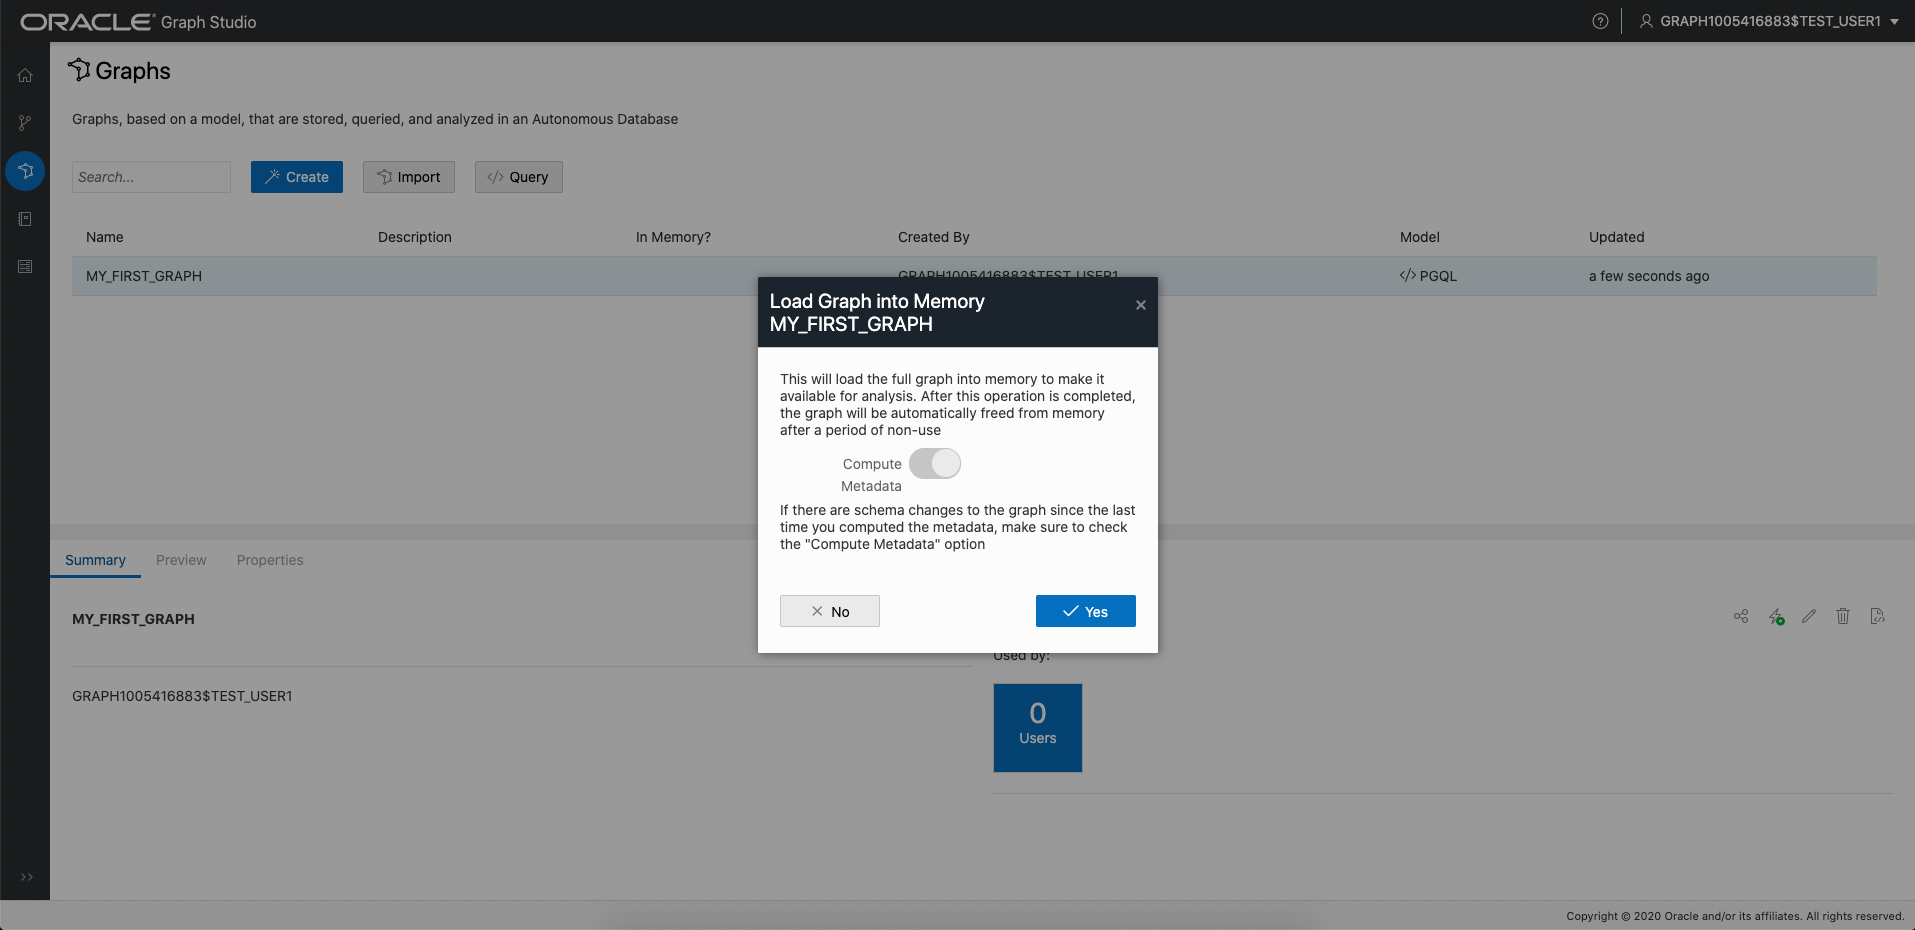 ORACLE® Graph Studio
GRAPH1005416883$TEST_USER1
Graphs
Graphs, based on a model, that are stored, queried, and analyzed in an Autonomous Database
Search...
Create
Import
</> Query
Name Description In Memory? Created By Model Updated
MY_FIRST_GRAPH GRAPH1005416883$TEST_USER1 </> PGQL a few seconds ago
Load Graph into Memory
MY_FIRST_GRAPH
This will load the full graph into memory to make it
available for analysis. After this operation is completed,
the graph will be automatically freed from memory
after a period of non-use
Compute
Metadata
If there are schema changes to the graph since the last
time you computed the metadata, make sure to check
the "Compute Metadata" option
No
Yes
Summary Preview Properties
MY_FIRST_GRAPH
GRAPH1005416883$TEST_USER1
Used by:
0
Users
Copyright © 2020 Oracle and/or its affiliates. All rights reserved.